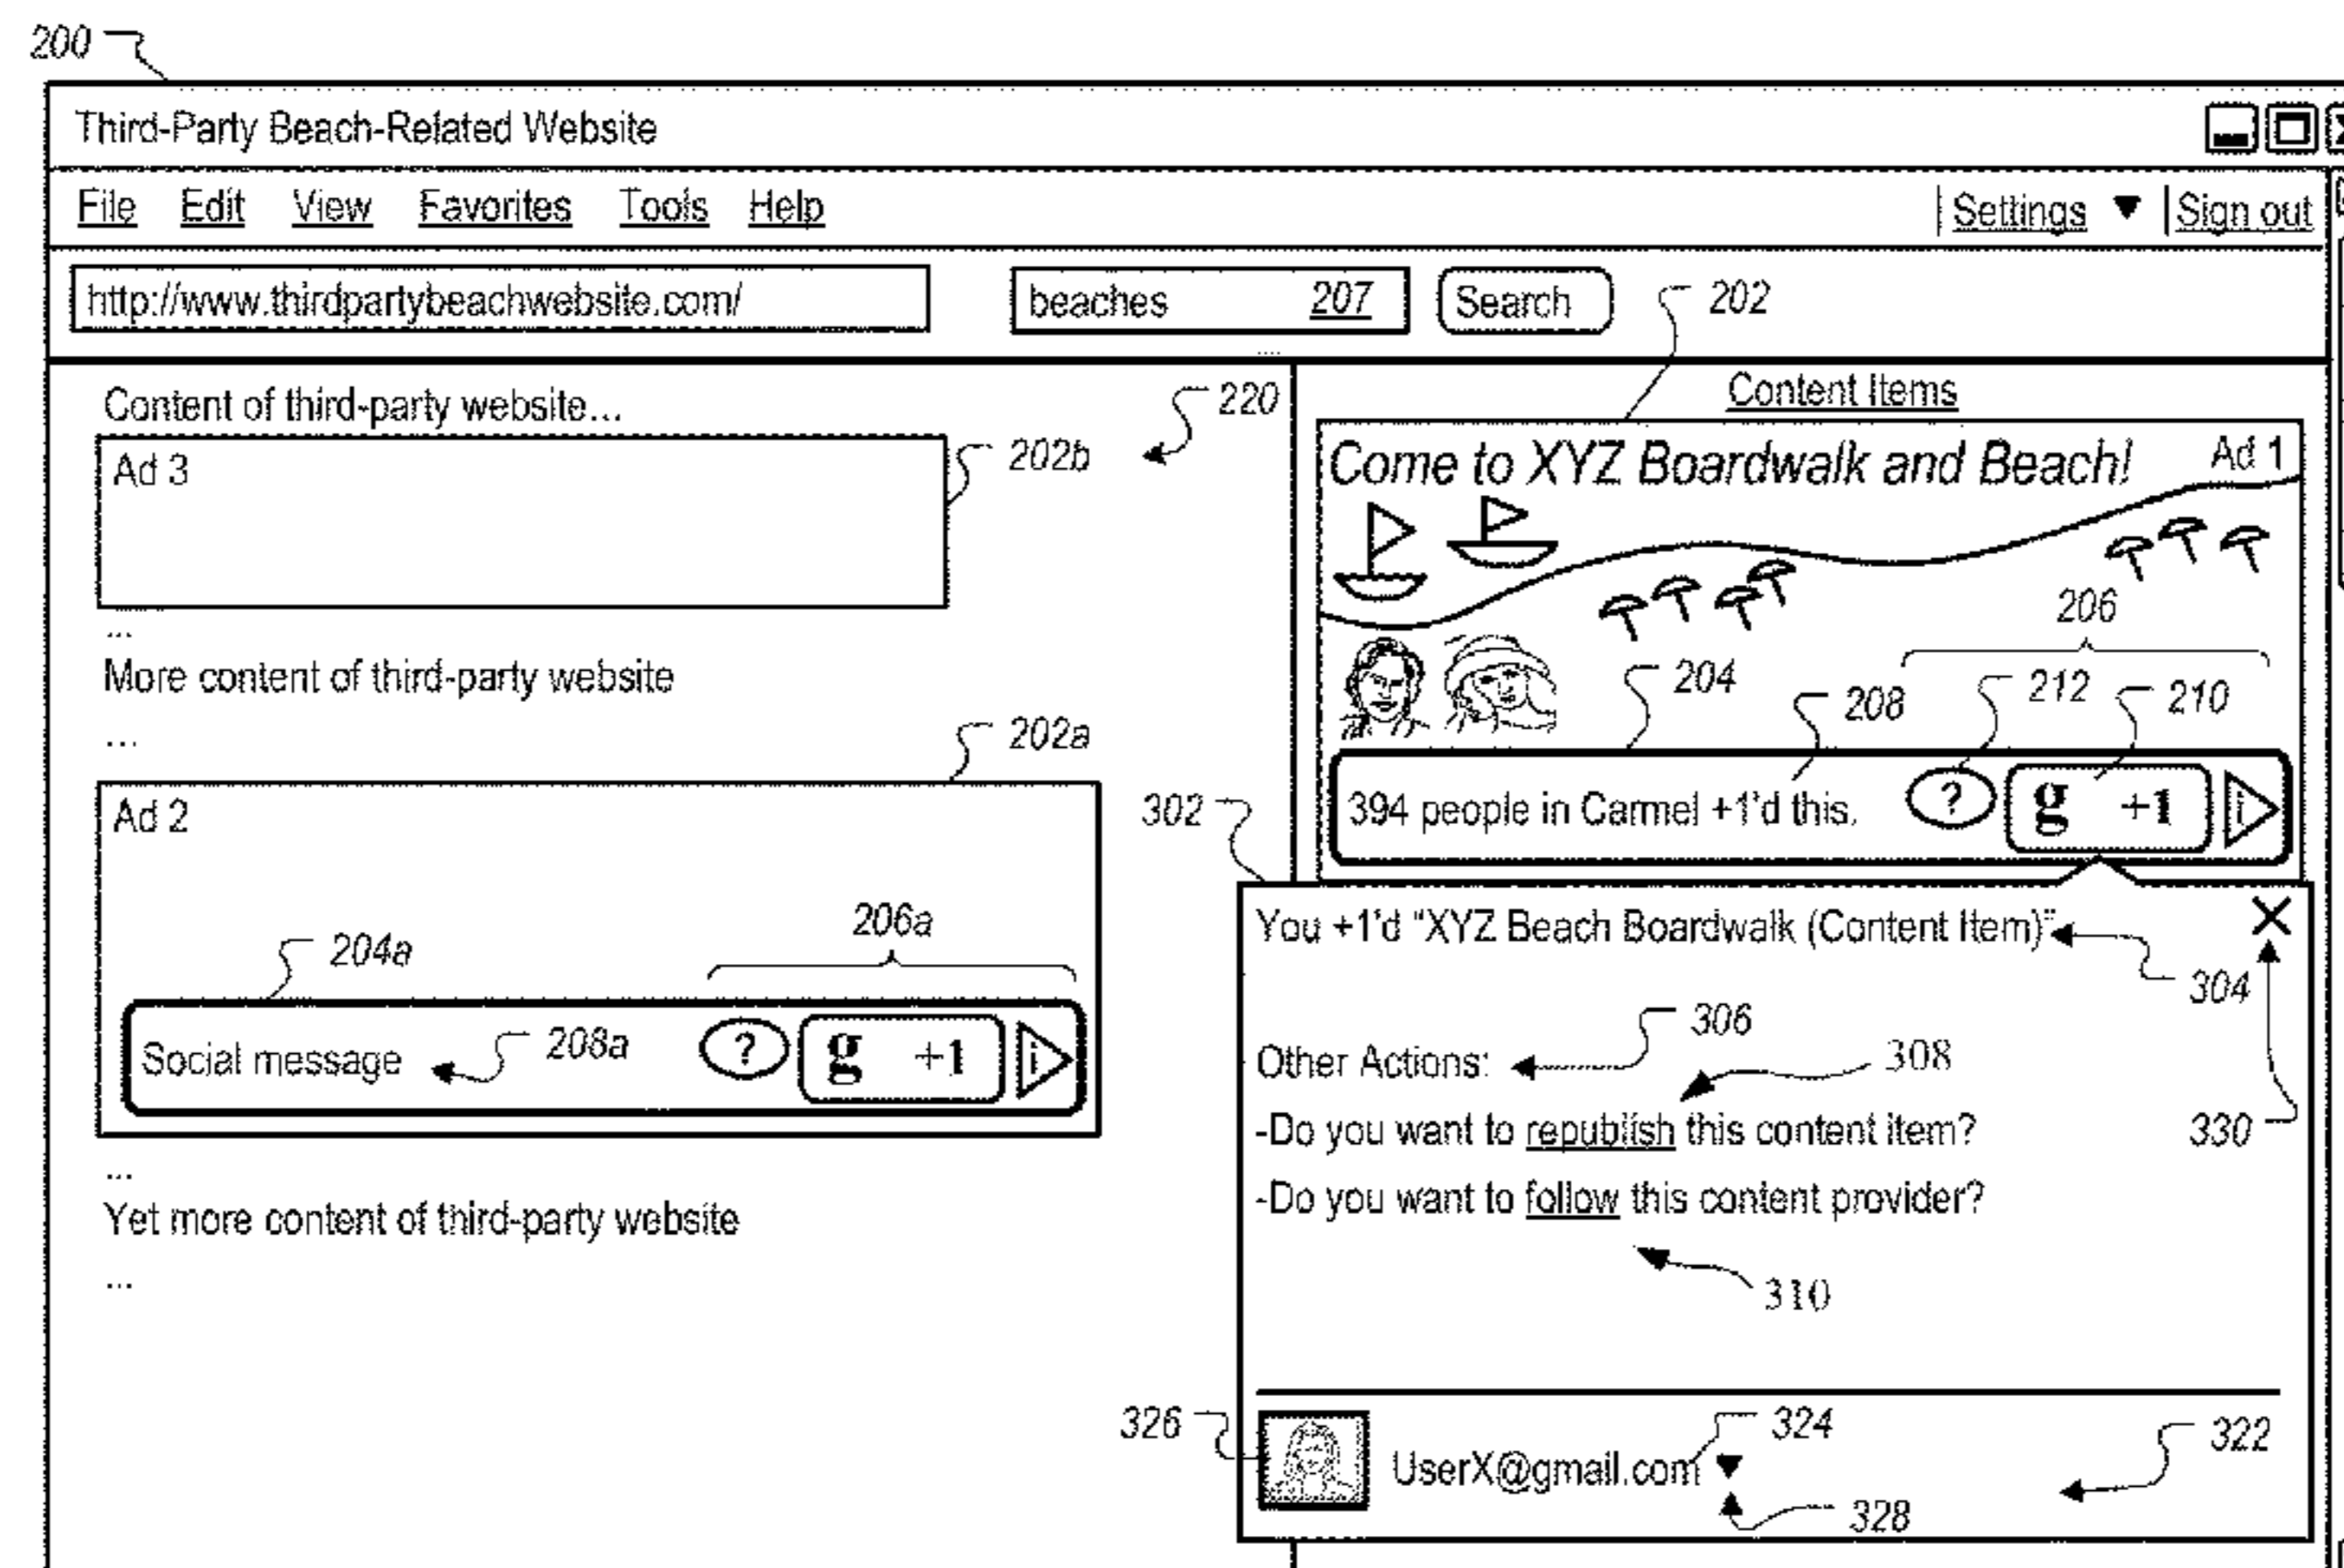 200
Third-Party Beach-Related Website
File Edit View Favorites Tools Help Settings ▼ Sign out
http://www.thirdpartybeachwebsite.com/ beaches 207 Search
202
Content of third-party website...
220
Ad 3
202b
...
More content of third-party website
...
202a
Ad 2
206a
204a
Social message 208a ? g +1 i
...
Yet more content of third-party website
...
Content Items
Come to XYZ Boardwalk and Beach! Ad 1
206
204 208 212 210
394 people in Carmel +1'd this. ? g +1 i
302
You +1'd "XYZ Beach Boardwalk (Content Item)" X
304
306
Other Actions: 308
-Do you want to republish this content item?
330
-Do you want to follow this content provider?
310
326
324
322
UserX@gmail.com ▼
328